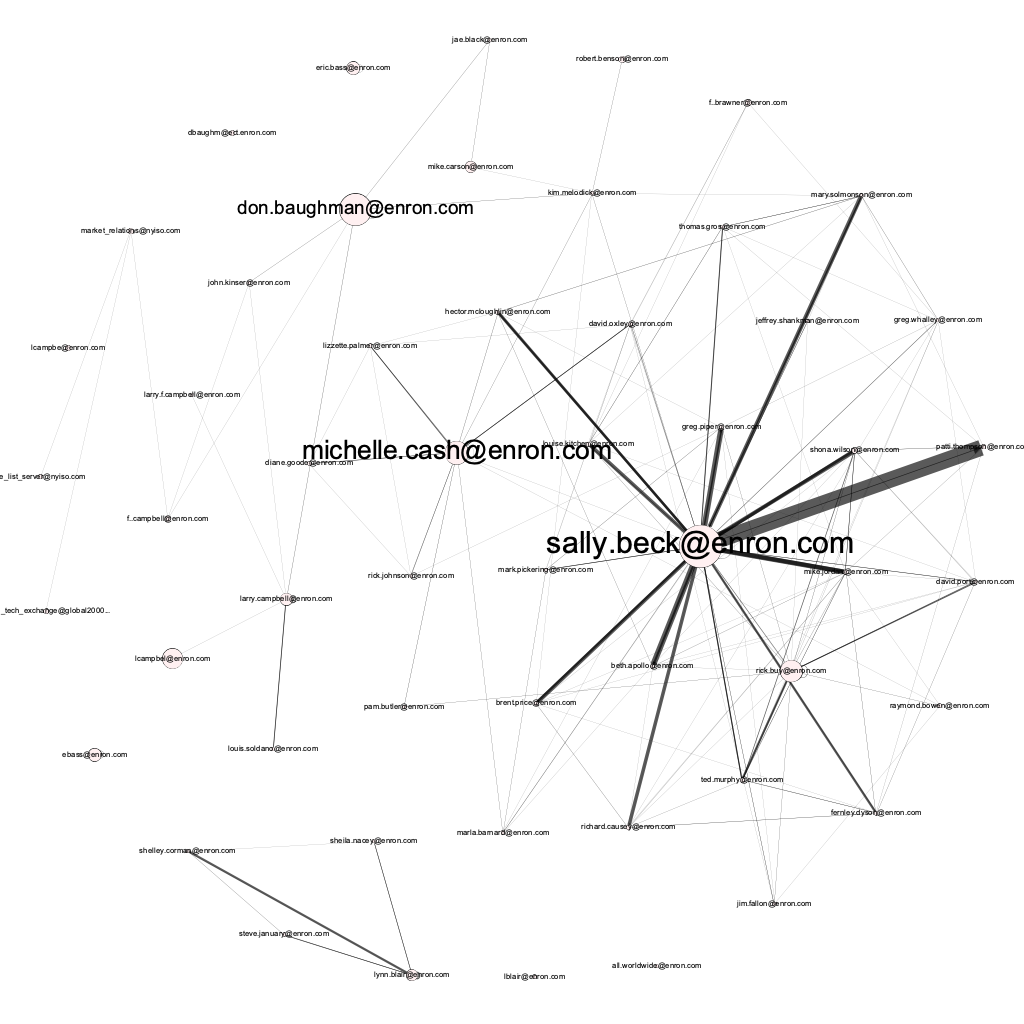 jae.black@enron.com
robert.benson@enron.com
eric.bass@enron.com
f..brawner@enron.com
dbaughm@ect.enron.com
mike.carson@enron.com
kim.melodick@enron.com
mary.solmonson@enron.com
don.baughman@enron.com
thomas.gros@enron.com
market_relations@nyiso.com
john.kinser@enron.com
hector.mcloughlin@enron.com
david.oxley@enron.com
jeffrey.shankman@enron.com
greg.whalley@enron.com
lcampbe@enron.com
lizzette.palmer@enron.com
larry.f.campbell@enron.com
greg.piper@enron.com
louise.kitchen@enron.com
michelle.cash@enron.com
shona.wilson@enron.com
patti.thompson@enron.co
diane.goode@enron.com
e_list_server@nyiso.com
f..campbell@enron.com
sally.beck@enron.com
mark.pickering@enron.com
mike.jordan@enron.com
rick.johnson@enron.com
david.port@enron.com
larry.campbell@enron.com
_tech_exchange@global2000...
lcampbel@enron.com
beth.apollo@enron.com
rick.buy@enron.com
pam.butler@enron.com
brent.price@enron.com
raymond.bowen@enron.com
louis.soldano@enron.com
ebass@enron.com
ted.murphy@enron.com
fernley.dyson@enron.com
marla.barnard@enron.com
richard.causey@enron.com
sheila.nacey@enron.com
shelley.corman@enron.com
jim.fallon@enron.com
steve.january@enron.com
all.worldwide@enron.com
lynn.blair@enron.com
lblair@enron.com